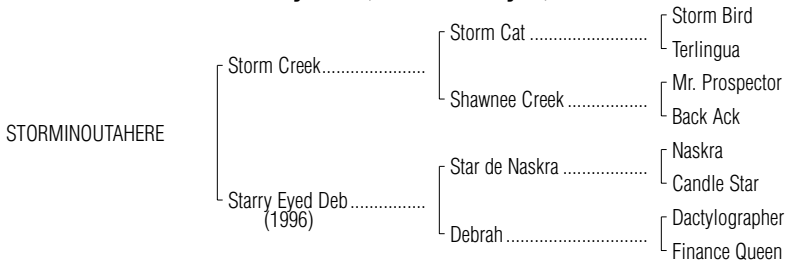 Storm Bird
Storm Cat ......................
Terlingua
Storm Creek......................
Mr. Prospector
Shawnee Creek ...............
Back Ack
STORMINOUTAHERE
Naskra
Star de Naskra ................
Candle Star
Starry Eyed Deb................
(1996)
Dactylographer
Debrah...........................
Finance Queen